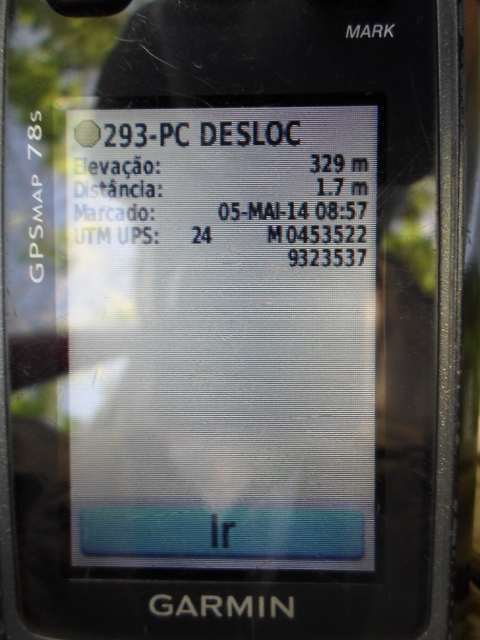 MARK
GPSMAP 78s
293-PC DESLOC
Elevação: 329 m
Distância: 1.7 m
Marcado: 05-MAI-14 08:57
UTM UPS: 24 M 0453522
9323537
Ir
GARMIN